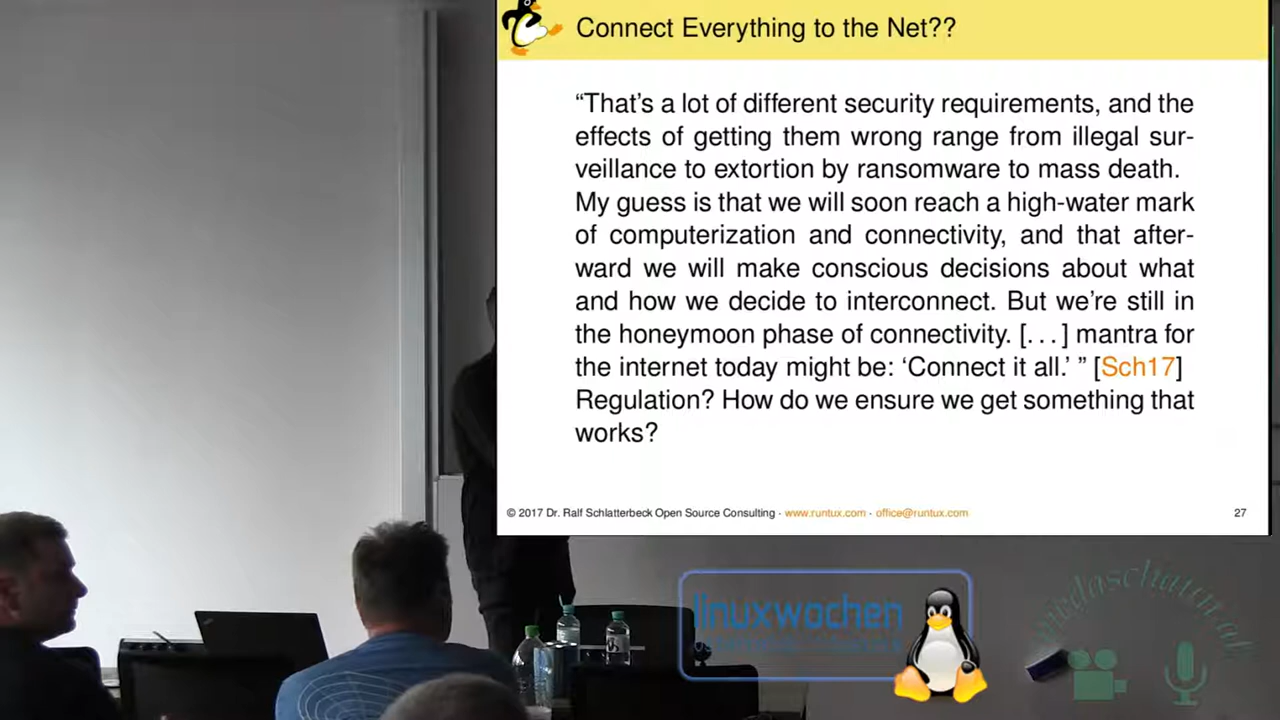 Connect Everything to the Net??
“That’s a lot of different security requirements, and the
effects of getting them wrong range from illegal sur-
veillance to extortion by ransomware to mass death.
My guess is that we will soon reach a high-water mark
of computerization and connectivity, and that after-
ward we will make conscious decisions about what
and how we decide to interconnect. But we’re still in
the honeymoon phase of connectivity. [...] mantra for
the internet today might be: ‘Connect it all.’ ” [Sch17]
Regulation? How do we ensure we get something that
works?
© 2017 Dr. Ralf Schlatterbeck Open Source Consulting · www.runtux.com · office@runtux.com
27
linuxwochen